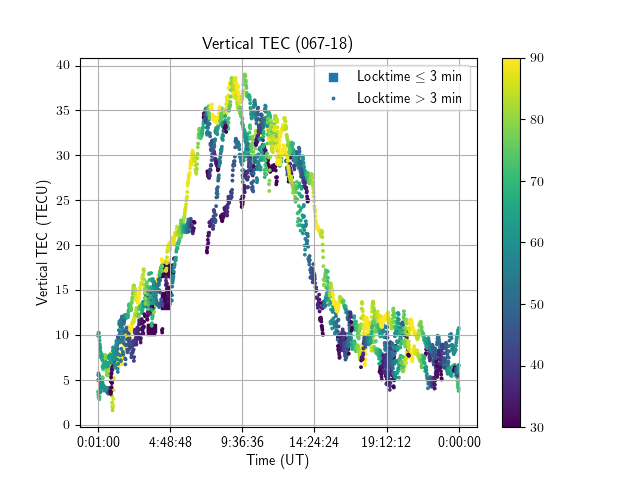 Vertical TEC (067-18)
Locktime ≤ 3 min
Locktime > 3 min
Vertical TEC (TECU)
40
35
30
25
20
15
10
5
0
0:01:00 4:48:48 9:36:36 14:24:24 19:12:12 0:00:00
Time (UT)
90
80
70
60
50
40
30